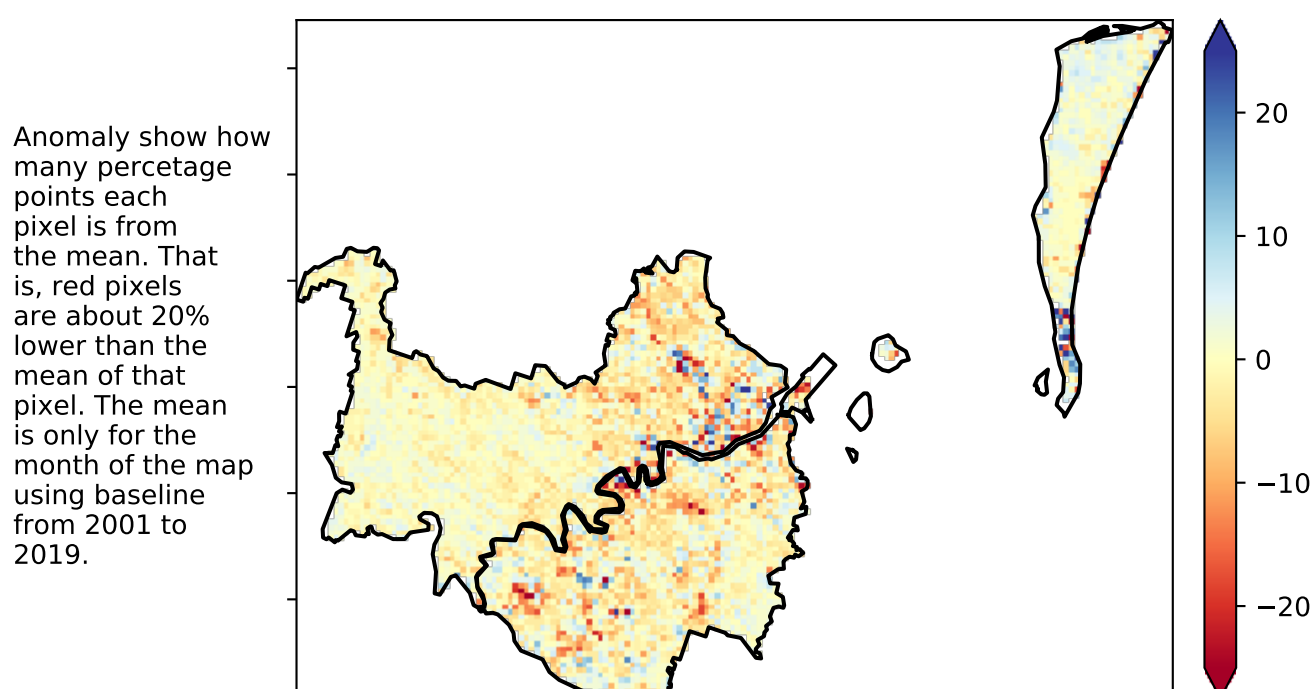 Anomaly show how
many percetage
points each
pixel is from
the mean. That
is, red pixels
are about 20%
lower than the
mean of that
pixel. The mean
is only for the
month of the map
using baseline
from 2001 to
2019.
20
10
0
−10
−20